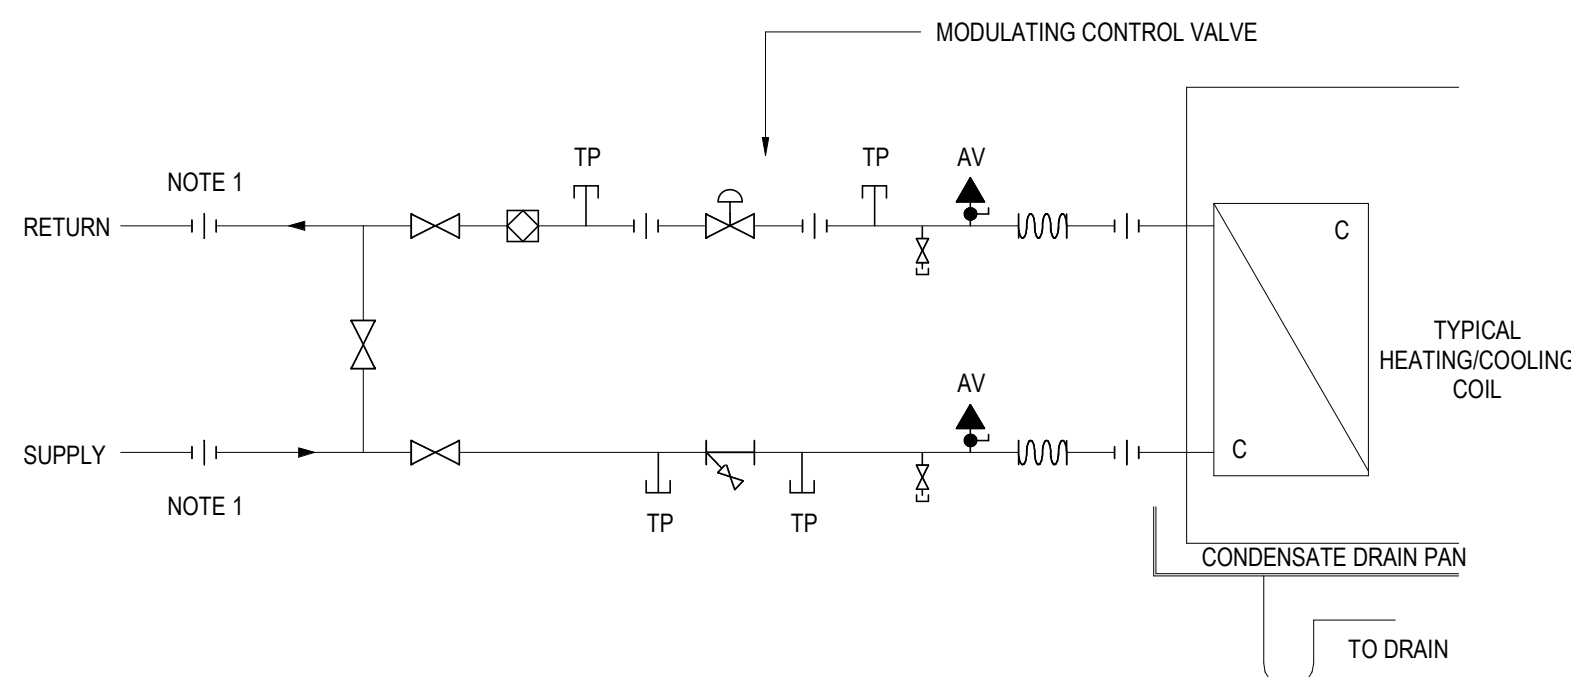 MODULATING CONTROL VALVE
TP
TP
AV
NOTE 1
RETURN
C
TYPICAL
HEATING/COOLING
COIL
AV
SUPPLY
C
NOTE 1
TP
TP
CONDENSATE DRAIN PAN
TO DRAIN